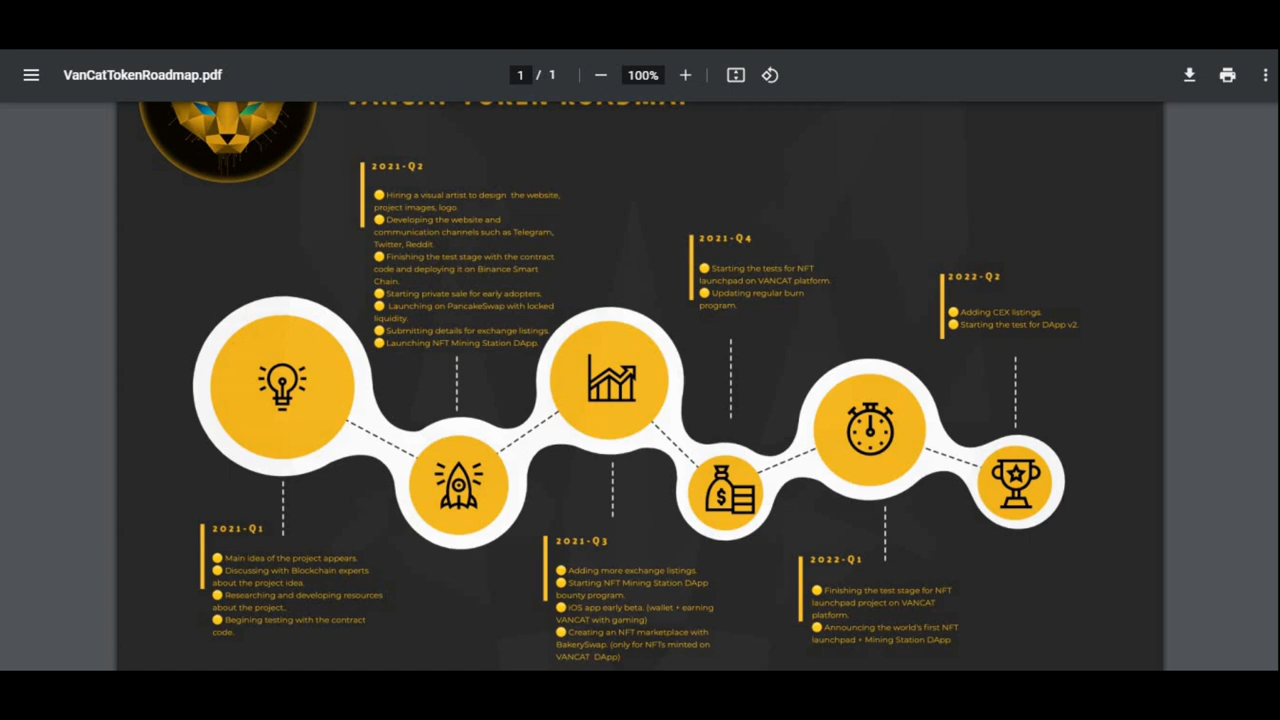 VanCatTokenRoadmap.pdf
1 / 1
100%
VANCAT TOKEN ROADMAP
2021-Q2
Hiring a visual artist to design the website,
project images, logo
Developing the website and
communication channels such as Telegram,
Twitter, Reddit
Finishing the test stage with the contract
code and deploying it on Binance Smart
Chain.
Starting private sale for early adopters.
Launching on PancakeSwap with locked
liquidity.
Submitting details for exchange listings.
Launching NFT Mining Station DApp.
2021-Q4
Starting the tests for NFT
launchpad on VANCAT platform.
Updating regular burn
program.
2022-Q2
Adding CEX listings.
Starting the test for DApp v2.
$
2021-Q1
Main idea of the project appears.
Discussing with Blockchain experts
about the project idea.
Researching and developing resources
about the project..
Begining testing with the contract
code.
2021-Q3
Adding more exchange listings.
Starting NFT Mining Station DApp
bounty program.
iOS app early beta. (wallet + earning
VANCAT with gaming)
Creating an NFT marketplace with
BakerySwap. (only for NFTs minted on
VANCAT DApp)
2022-Q1
Finishing the test stage for NFT
launchpad project on VANCAT
platform.
Announcing the world's first NFT
launchpad + Mining Station DApp